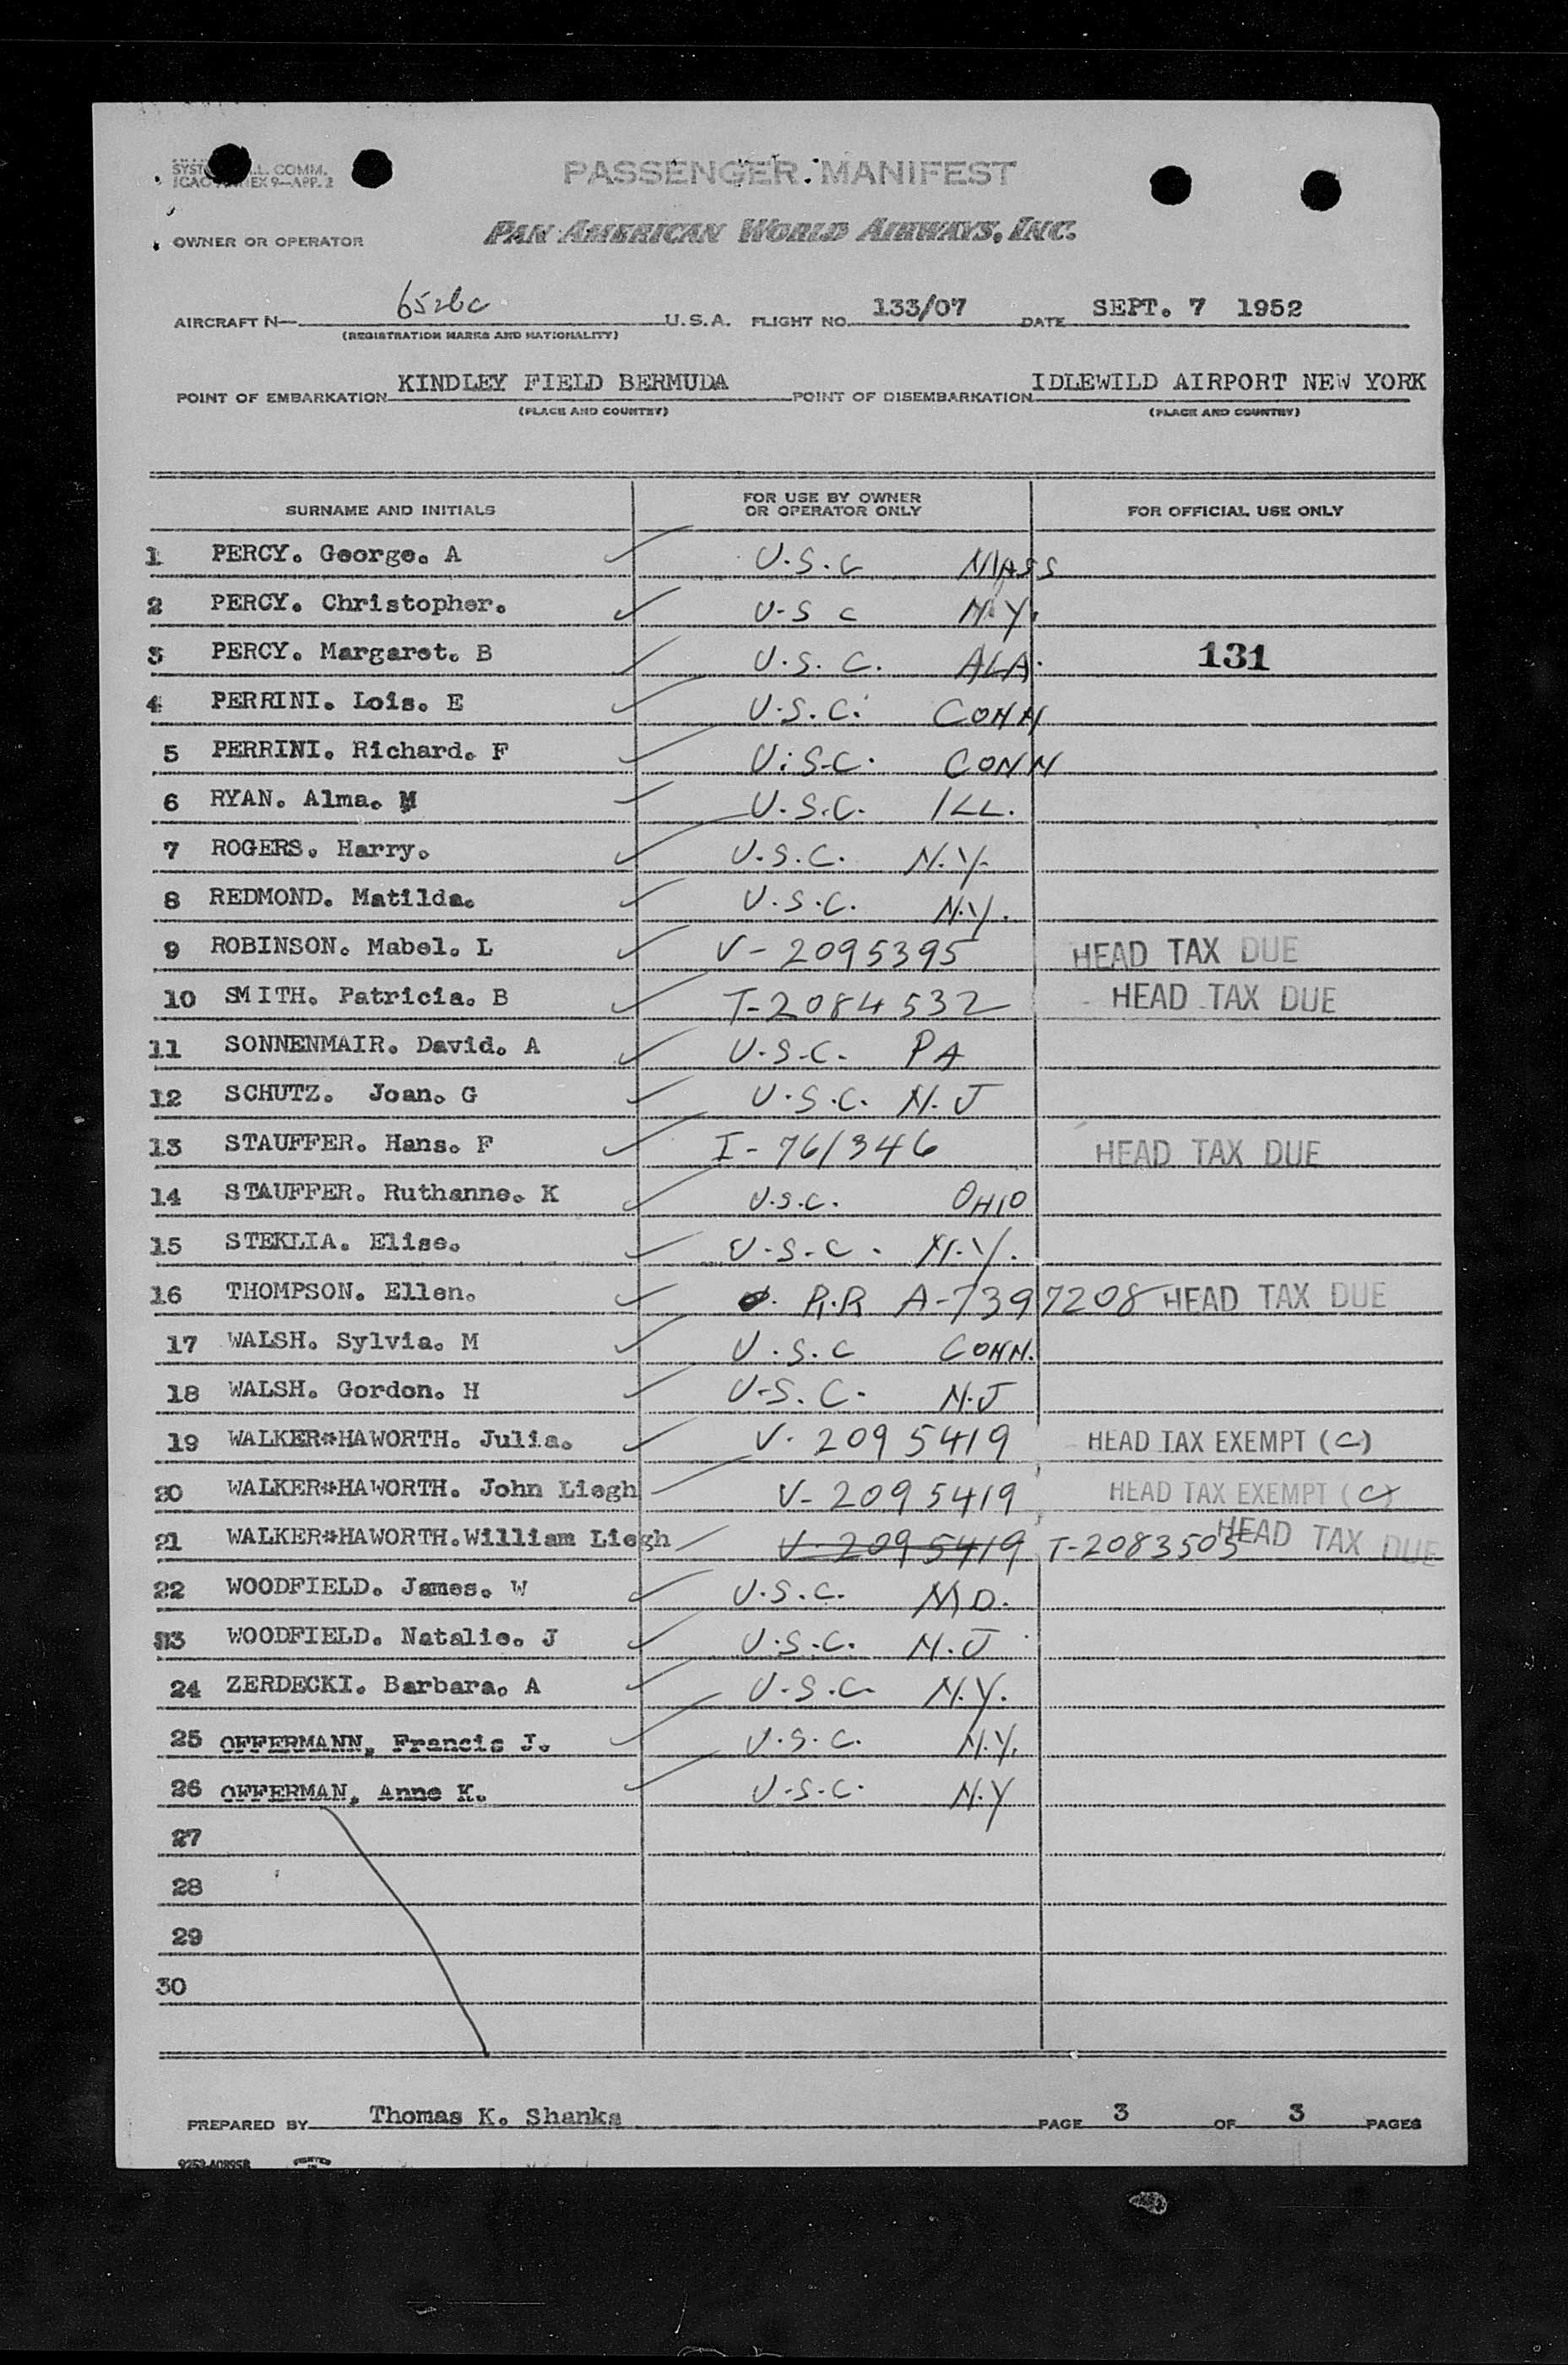 SYST L. COMM.
ICAO ANNEX 9—APP. 2
PASSENGER MANIFEST
OWNER OR OPERATOR PAN AMERICAN WORLD AIRWAYS, INC.
AIRCRAFT N— U.S.A. FLIGHT NO. 133/07 DATE SEPT. 7 1952
(REGISTRATION MARKS AND NATIONALITY)
POINT OF EMBARKATION KINDLEY FIELD BERMUDA POINT OF DISEMBARKATION IDLEWILD AIRPORT NEW YORK
(PLACE AND COUNTRY) (PLACE AND COUNTRY)
SURNAME AND INITIALS FOR USE BY OWNER OR OPERATOR ONLY FOR OFFICIAL USE ONLY
1 PERCY. George. A U.S.C MASS
2 PERCY. Christopher. U-S C N.Y.
3 PERCY. Margaret. B U.S.C. ALA. 131
4 PERRINI. Lois. E U.S.C. CONN
5 PERRINI. Richard. F U.S.C. CONN
6 RYAN. Alma. M U.S.C. ILL.
7 ROGERS. Harry. U.S.C. N.Y.
8 REDMOND. Matilda. U.S.C. N.Y.
9 ROBINSON. Mabel. L V-2095395 HEAD TAX DUE
10 SMITH. Patricia. B T-2084532 HEAD TAX DUE
11 SONNENMAIR. David. A U.S.C. PA
12 SCHUTZ. Joan. G U.S.C. N.J
13 STAUFFER. Hans. F I-761346 HEAD TAX DUE
14 STAUFFER. Ruthanne. K U.S.C. OHIO
15 STEKLIA. Elise. U.S.C. N.Y.
16 THOMPSON. Ellen. R.R A-7397208 HEAD TAX DUE
17 WALSH. Sylvia. M U.S.C CONN.
18 WALSH. Gordon. H U.S.C. N.J
19 WALKER*HAWORTH. Julia. V-2095419 HEAD TAX EXEMPT (C)
20 WALKER*HAWORTH. John Liegh V-2095419 HEAD TAX EXEMPT (C)
21 WALKER*HAWORTH.William Liegh V-2095419 T-2083505 HEAD TAX DUE
22 WOODFIELD. James. W U.S.C. MD.
23 WOODFIELD. Natalie. J U.S.C. N.J
24 ZERDECKI. Barbara. A U.S.C. N.Y.
25 OFFERMANN, Francis J. U.S.C. N.Y.
26 OFFERMAN, Anne K. U.S.C. N.Y
27
28
29
30
PREPARED BY Thomas K. Shanks PAGE 3 OF 3 PAGES